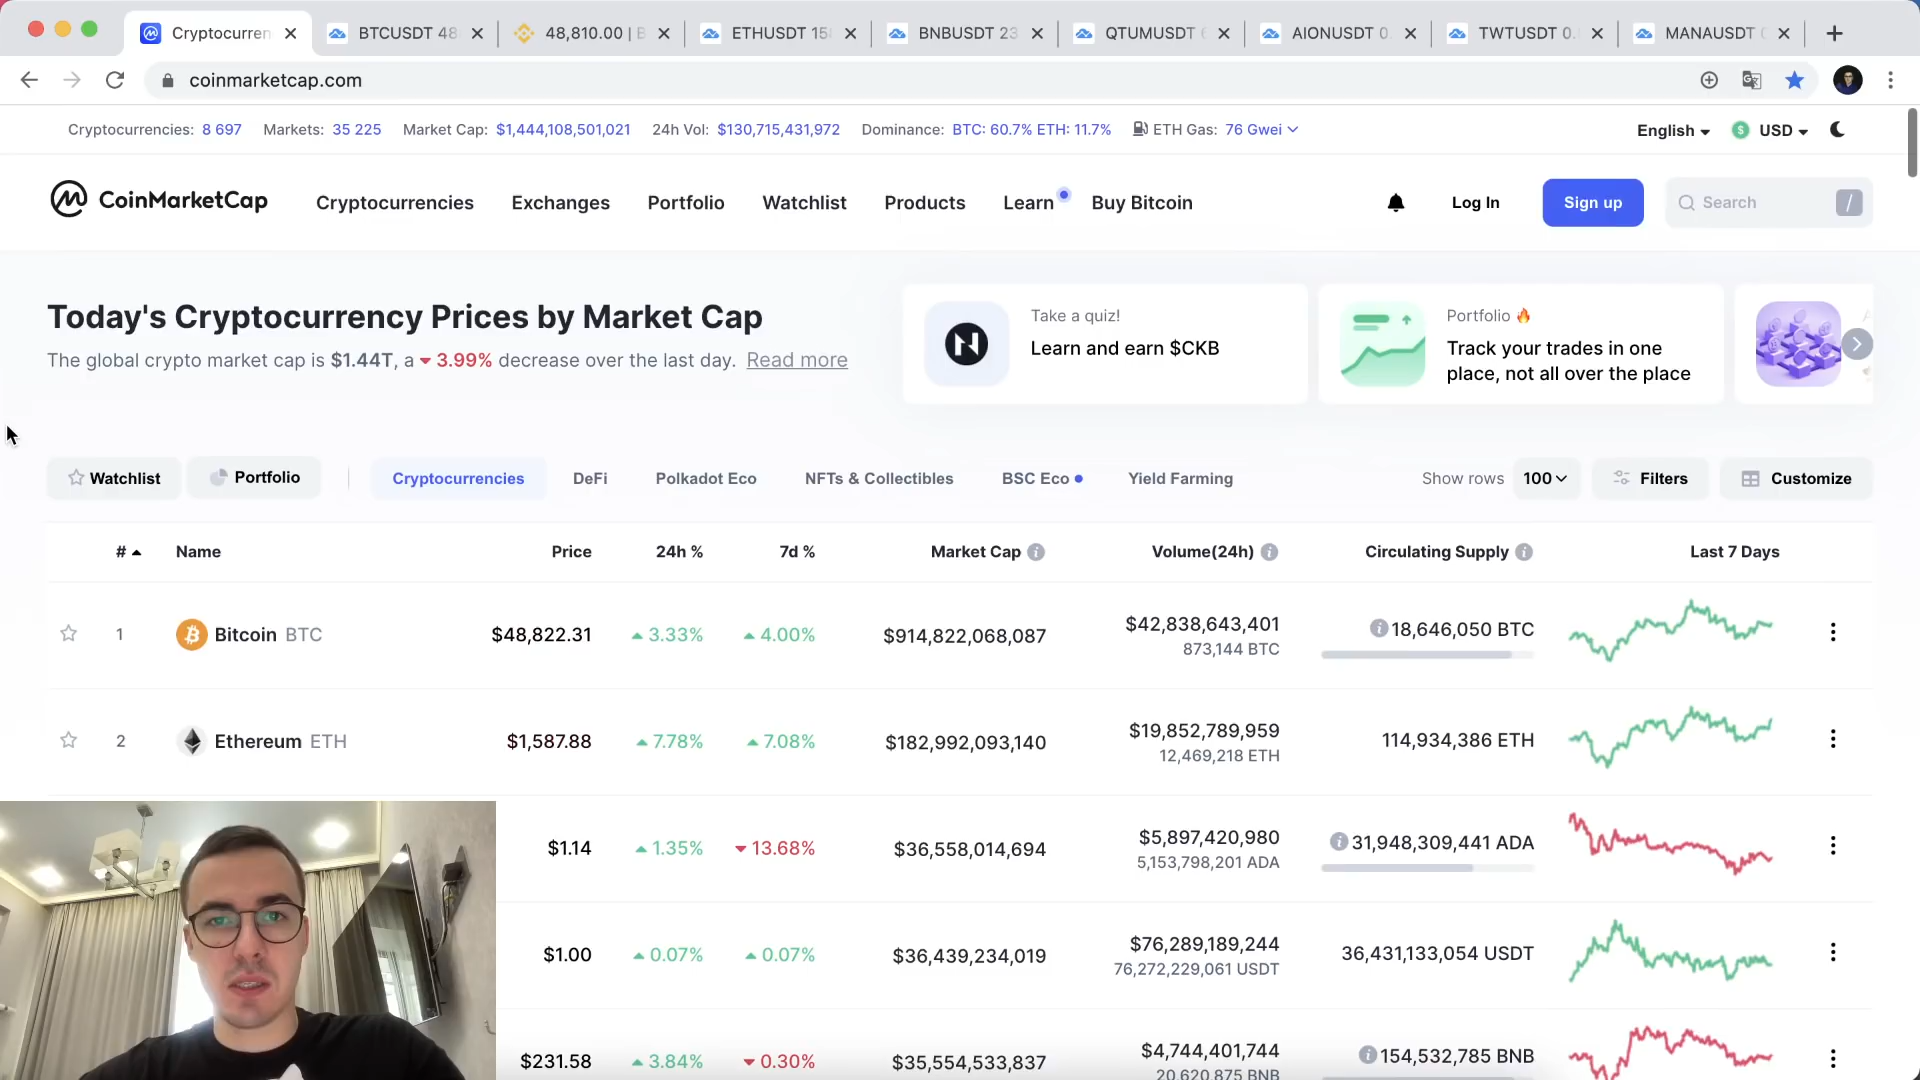 Cryptocurren
BTCUSDT 48
48,810.00 | B
ETHUSDT 15
BNBUSDT 23
QTUMUSDT 6
AIONUSDT 0.
TWTUSDT 0.
MANAUSDT
coinmarketcap.com
Cryptocurrencies: 8 697 Markets: 35 225 Market Cap: $1,444,108,501,021 24h Vol: $130,715,431,972 Dominance: BTC: 60.7% ETH: 11.7% ETH Gas: 76 Gwei
English USD
CoinMarketCap
Cryptocurrencies Exchanges Portfolio Watchlist Products Learn Buy Bitcoin
Log In
Sign up
Search /
Today's Cryptocurrency Prices by Market Cap
The global crypto market cap is $1.44T, a 3.99% decrease over the last day. Read more
Take a quiz!
Learn and earn $CKB
Portfolio 🔥
Track your trades in one
place, not all over the place
Watchlist Portfolio Cryptocurrencies DeFi Polkadot Eco NFTs & Collectibles BSC Eco Yield Farming Show rows 100 Filters Customize
# Name Price 24h % 7d % Market Cap Volume(24h) Circulating Supply Last 7 Days
1 Bitcoin BTC $48,822.31 3.33% 4.00% $914,822,068,087 $42,838,643,401 18,646,050 BTC
873,144 BTC
2 Ethereum ETH $1,587.88 7.78% 7.08% $182,992,093,140 $19,852,789,959 114,934,386 ETH
12,469,218 ETH
$1.14 1.35% 13.68% $36,558,014,694 $5,897,420,980 31,948,309,441 ADA
5,153,798,201 ADA
$1.00 0.07% 0.07% $36,439,234,019 $76,289,189,244 36,431,133,054 USDT
76,272,229,061 USDT
$231.58 3.84% 0.30% $35,554,533,837 $4,744,401,744 154,532,785 BNB
20,620,875 BNB